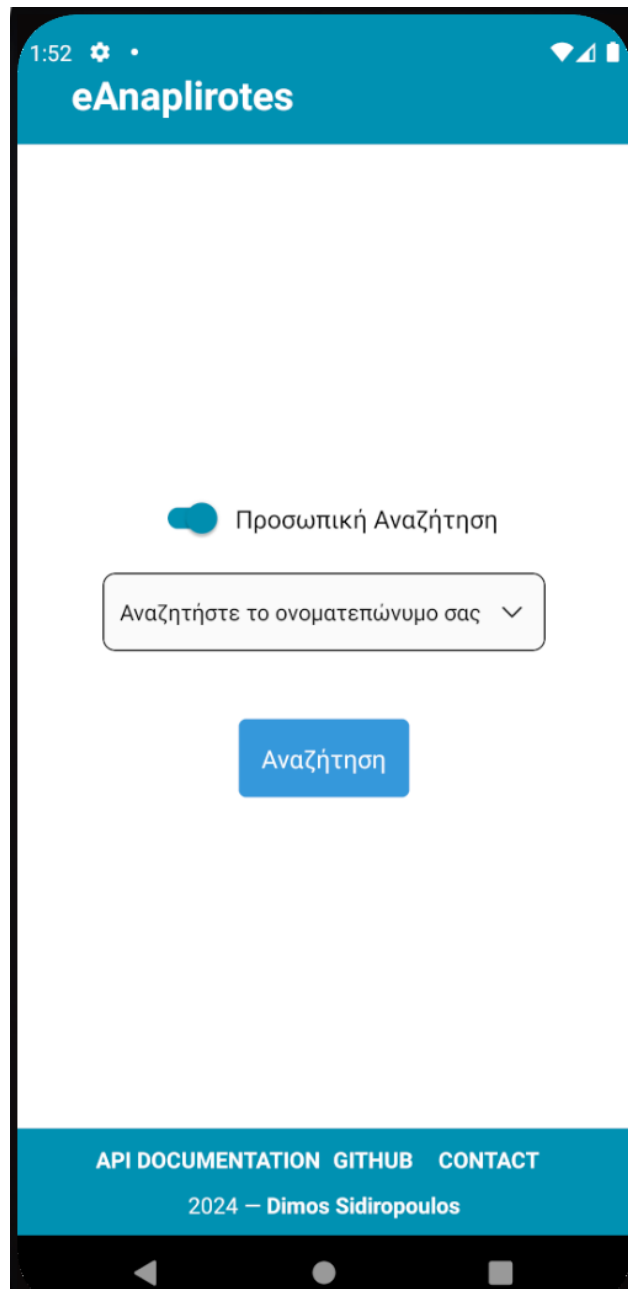 1:52
eAnaplirotes
Προσωπική Αναζήτηση
Αναζητήστε το ονοματεπώνυμο σας
Αναζήτηση
API DOCUMENTATION GITHUB CONTACT
2024 — Dimos Sidiropoulos